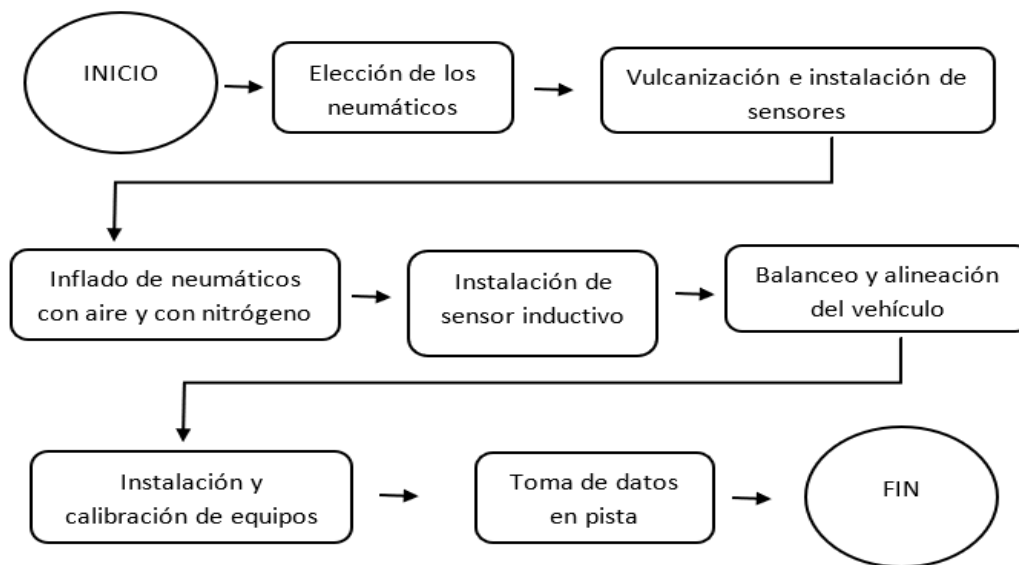 INICIO
Elección de los
neumáticos
Vulcanización e instalación de
sensores
Inflado de neumáticos
con aire y con nitrógeno
Instalación de
sensor inductivo
Balanceo y alineación
del vehículo
Instalación y
calibración de equipos
Toma de datos
en pista
FIN